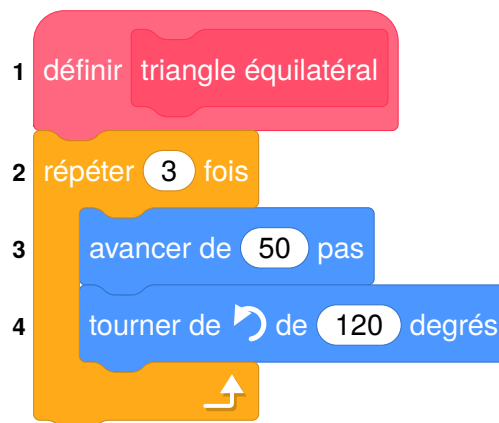 1 définir triangle équilatéral
2 répéter 3 fois
3 avancer de 50 pas
4 tourner de de 120 degrés